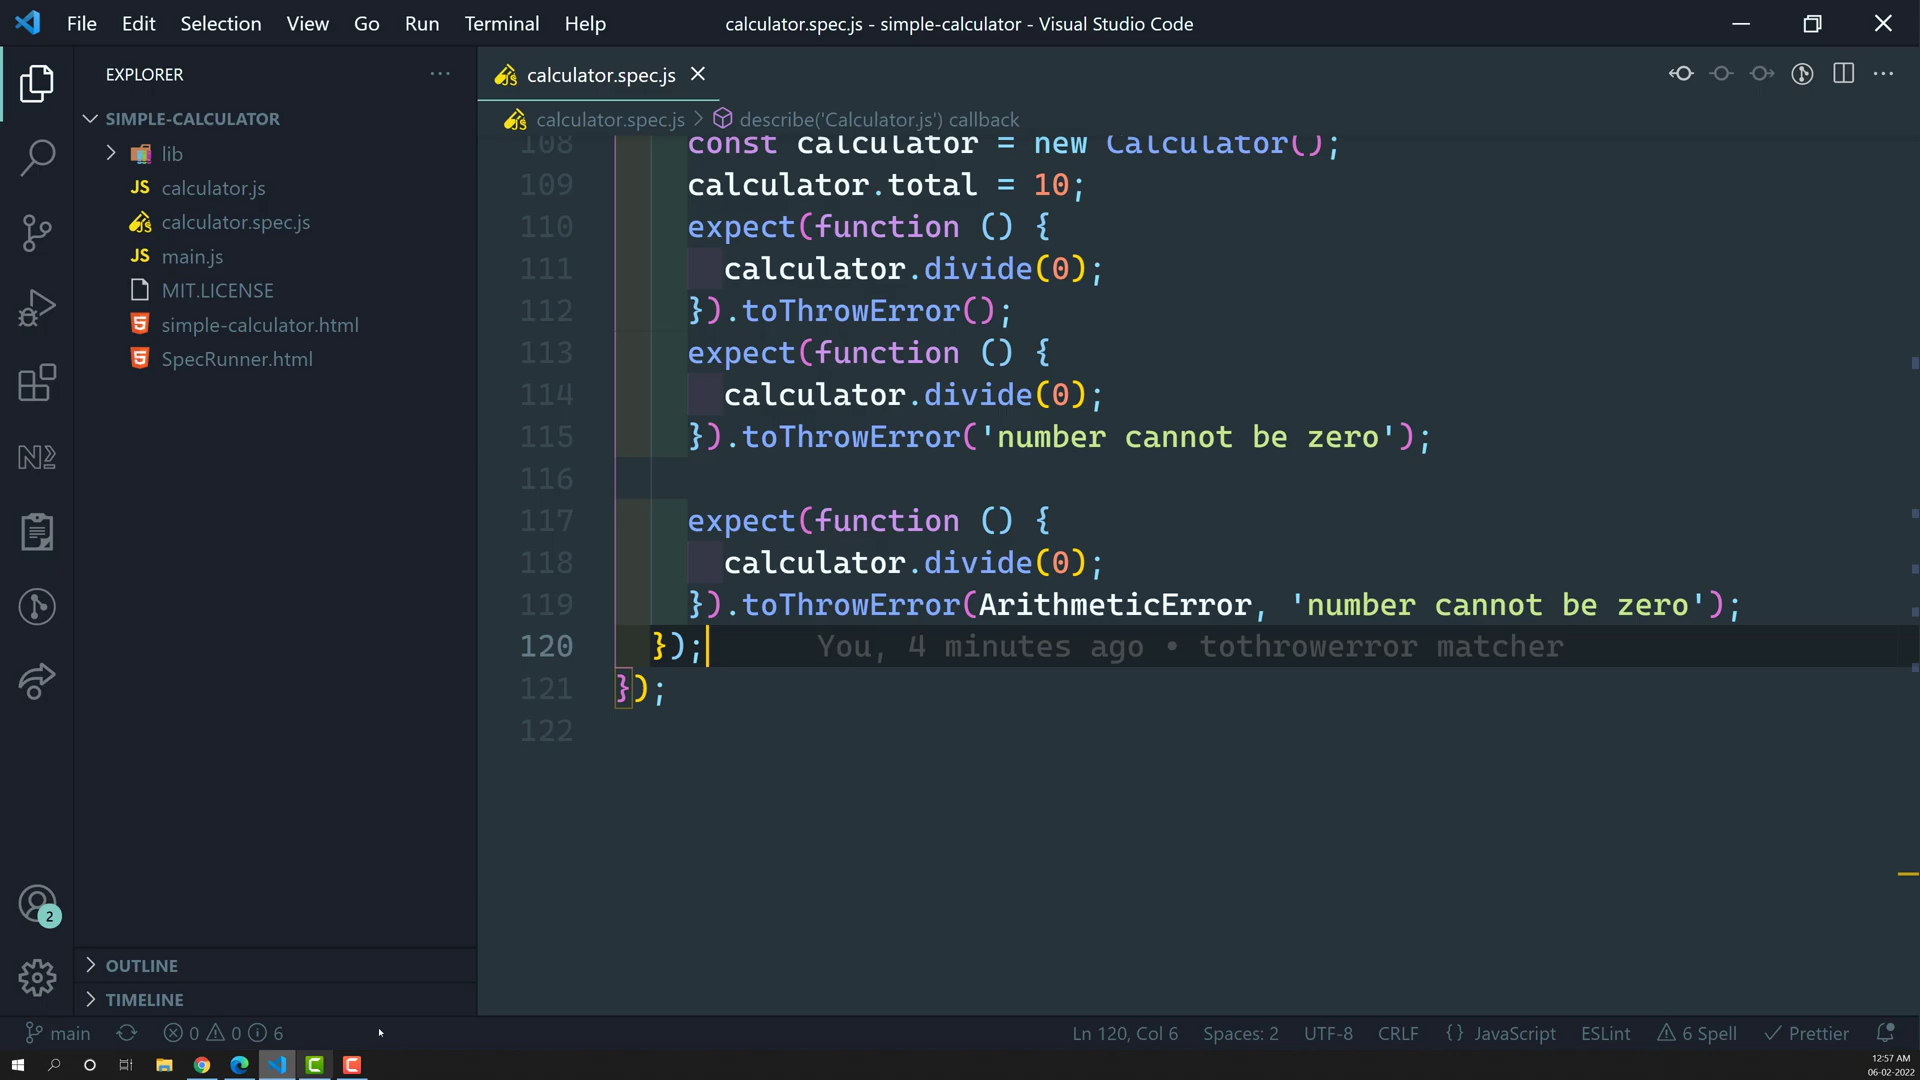 File Edit Selection View Go Run Terminal Help
calculator.spec.js - simple-calculator - Visual Studio Code
EXPLORER
SIMPLE-CALCULATOR
lib
JS calculator.js
calculator.spec.js
JS main.js
MIT.LICENSE
simple-calculator.html
SpecRunner.html
OUTLINE
TIMELINE
2
calculator.spec.js
calculator.spec.js > describe('Calculator.js') callback
108 const calculator = new Calculator();
109 calculator.total = 10;
110 expect(function () {
111 calculator.divide(0);
112 }).toThrowError();
113 expect(function () {
114 calculator.divide(0);
115 }).toThrowError('number cannot be zero');
116
117 expect(function () {
118 calculator.divide(0);
119 }).toThrowError(ArithmeticError, 'number cannot be zero');
120 }); You, 4 minutes ago • tothrowerror matcher
121 });
122
main 0 0 6 Ln 120, Col 6 Spaces: 2 UTF-8 CRLF {} JavaScript ESLint 6 Spell Prettier
12:57 AM
06-02-2022